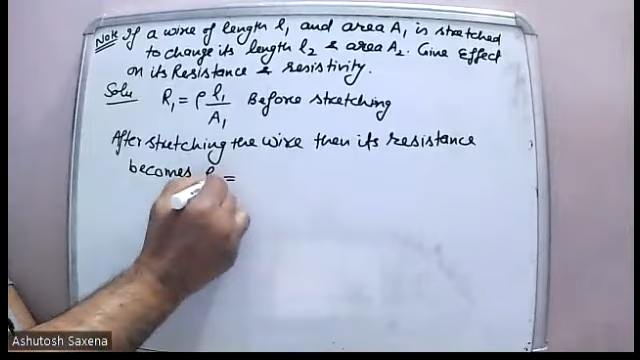 Note If a wire of length l₁ and area A₁ is stretched
to change its length l₂ & area A₂. Give Effect
on its Resistance & resistivity.
Solu R₁ = ρ l₁/A₁ Before stretching
After stretching the wire then its resistance
becomes =
Ashutosh Saxena